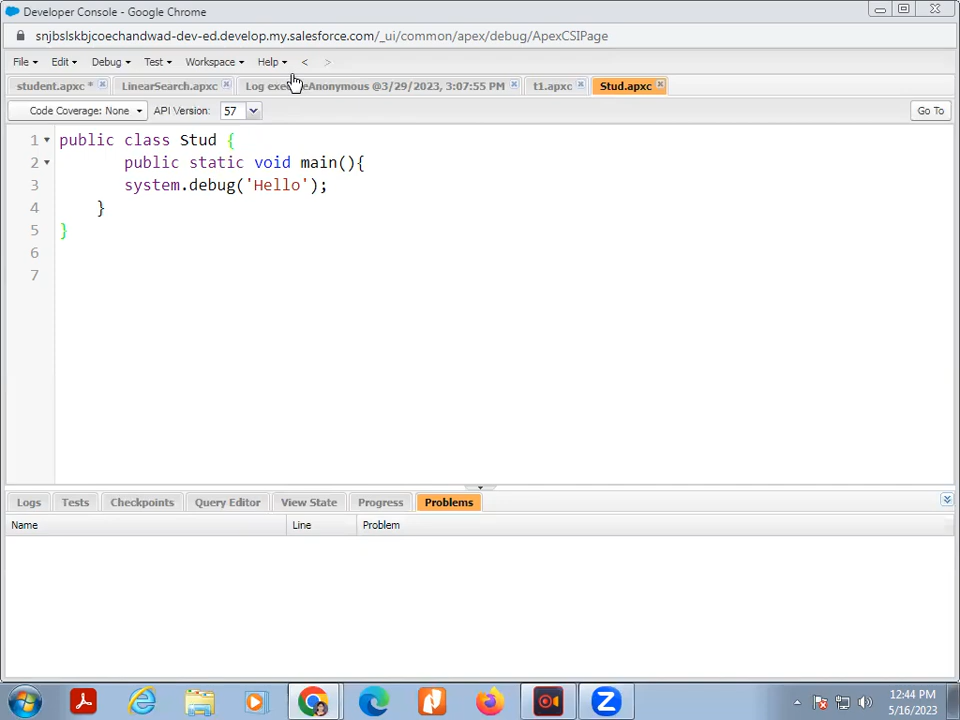 Developer Console - Google Chrome
snjbslskbjcoechandwad-dev-ed.develop.my.salesforce.com/_ui/common/apex/debug/ApexCSIPage
File Edit Debug Test Workspace Help < >
student.apxc * LinearSearch.apxc Log exec eAnonymous @3/29/2023, 3:07:55 PM t1.apxc Stud.apxc
Code Coverage: None API Version: 57 Go To
1 public class Stud {
2 public static void main(){
3 system.debug('Hello');
4 }
5 }
6
7
Logs Tests Checkpoints Query Editor View State Progress Problems
Name Line Problem
12:44 PM
5/16/2023